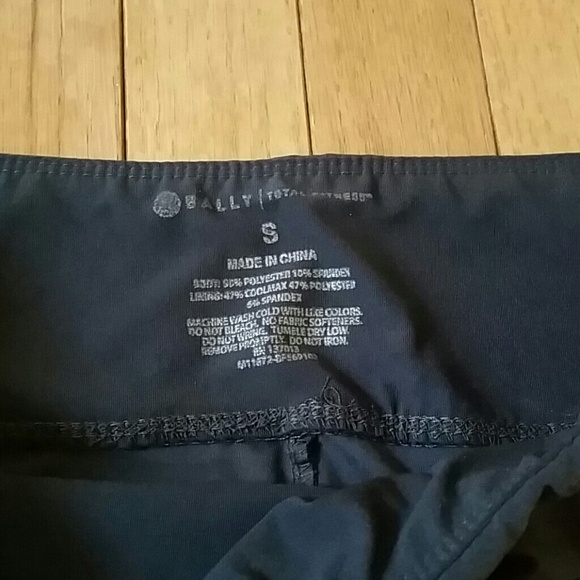 BALLY | TOTAL FITNESS
S
MADE IN CHINA
BODY: 90% POLYESTER 10% SPANDEX
LINING: 47% COOLMAX 47% POLYESTER
6% SPANDEX
MACHINE WASH COLD WITH LIKE COLORS.
DO NOT BLEACH. NO FABRIC SOFTENERS.
DO NOT WRING. TUMBLE DRY LOW.
REMOVE PROMPTLY. DO NOT IRON.
RN 137013